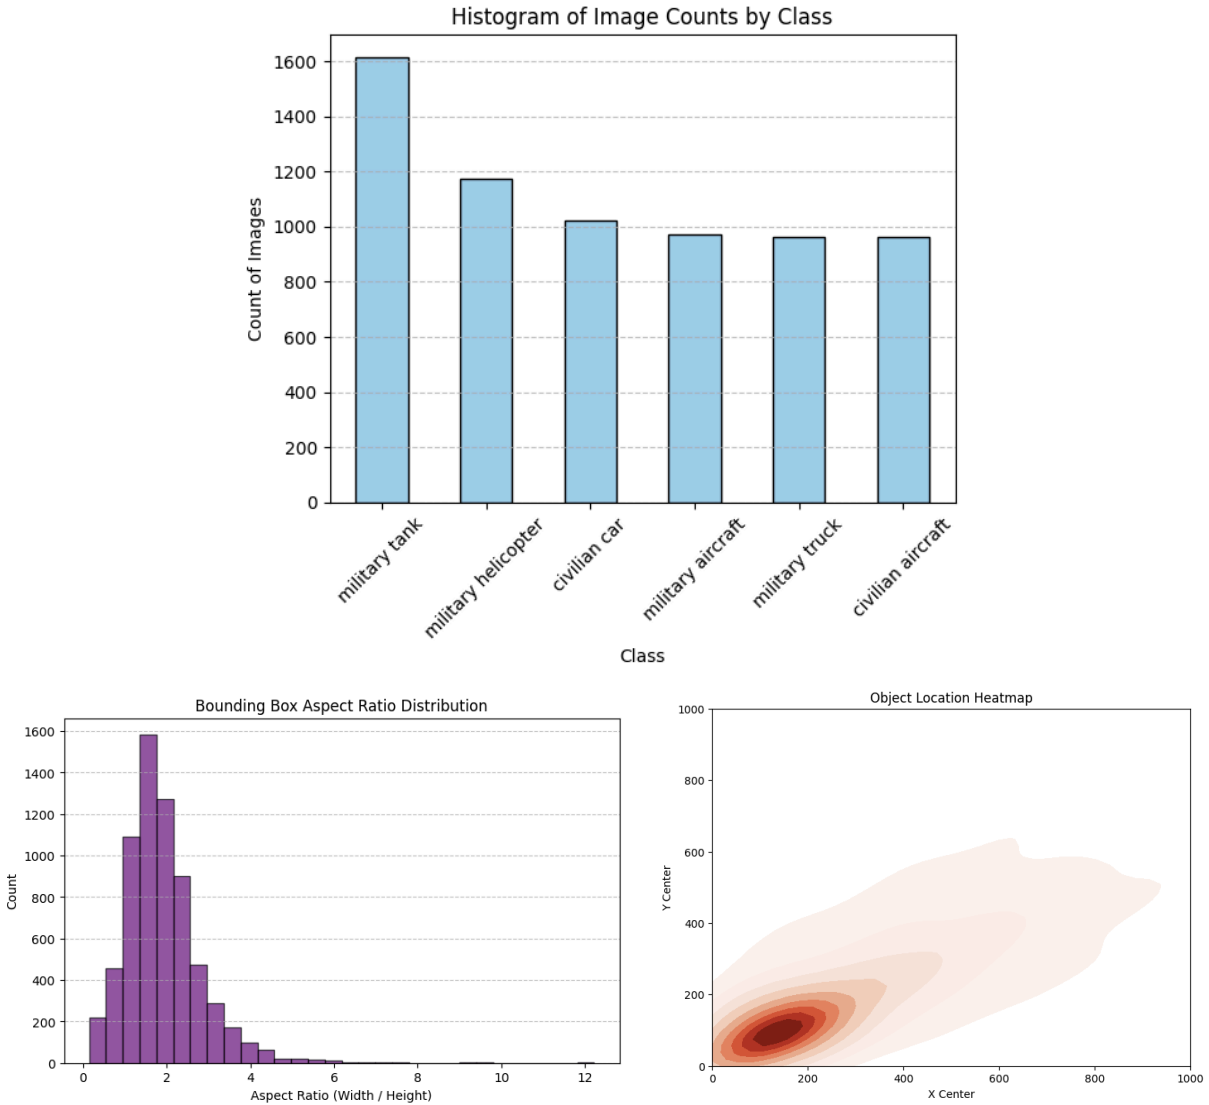 Histogram of Image Counts by Class
1600
1400
1200
1000
800
600
400
200
0
Count of Images
military tank
military helicopter
civilian car
military aircraft
military truck
civilian aircraft
Class
Bounding Box Aspect Ratio Distribution
1600
1400
1200
1000
800
600
400
200
0
Count
0 2 4 6 8 10 12
Aspect Ratio (Width / Height)
Object Location Heatmap
1000
800
600
400
200
0
Y Center
0 200 400 600 800 1000
X Center